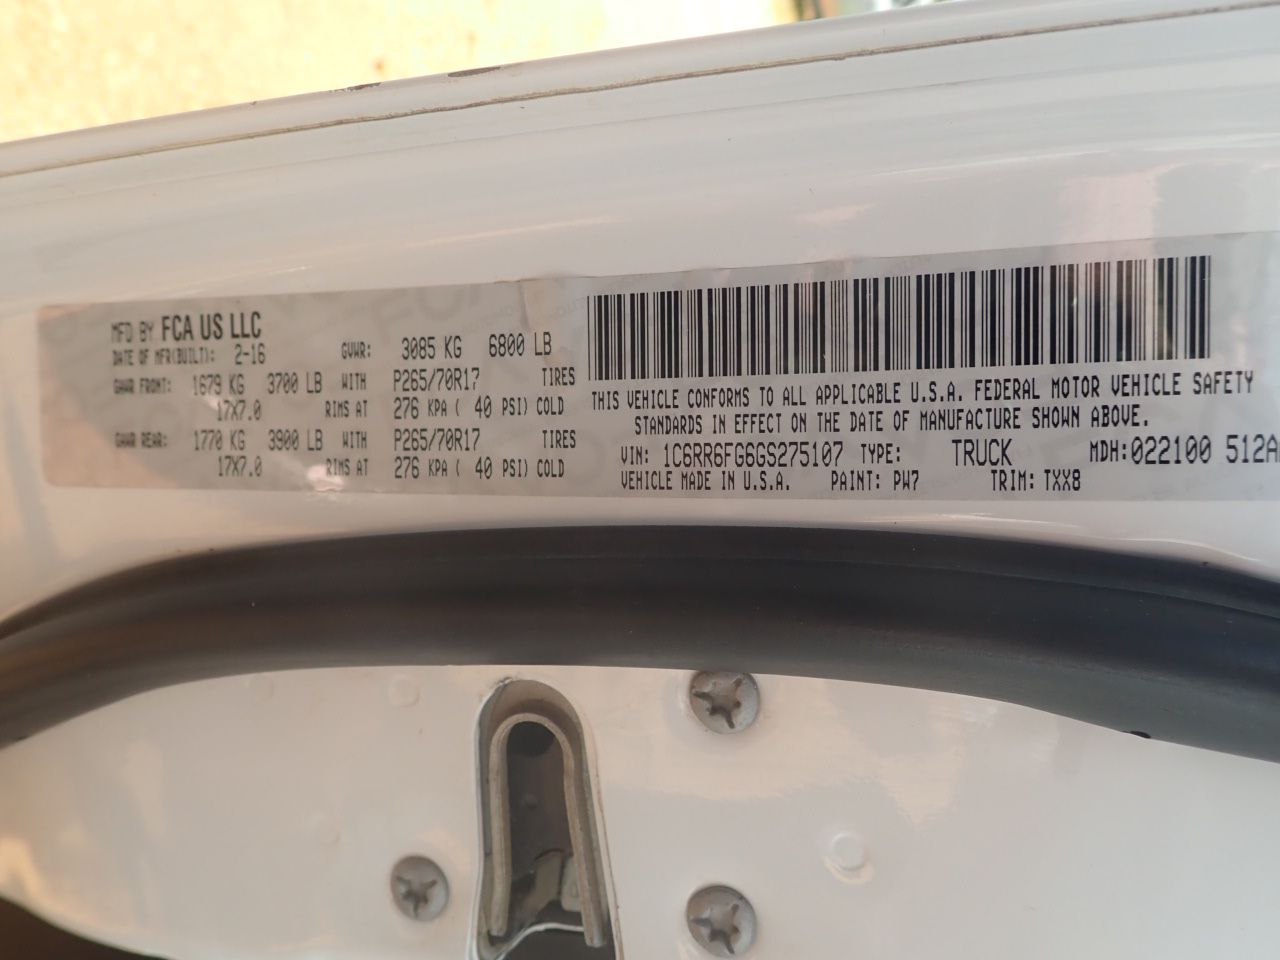 MFD BY FCA US LLC
DATE OF MFR(BUILT): 2-16 GVWR: 3085 KG 6800 LB
GAWR FRONT: 1679 KG 3700 LB WITH P265/70R17 TIRES
17X7.0 RIMS AT 276 KPA ( 40 PSI) COLD
GAWR REAR: 1770 KG 3900 LB WITH P265/70R17 TIRES
17X7.0 RIMS AT 276 KPA ( 40 PSI) COLD
THIS VEHICLE CONFORMS TO ALL APPLICABLE U.S.A. FEDERAL MOTOR VEHICLE SAFETY
STANDARDS IN EFFECT ON THE DATE OF MANUFACTURE SHOWN ABOVE.
VIN: 1C6RR6FG6GS275107 TYPE: TRUCK MDH:022100 512A
VEHICLE MADE IN U.S.A. PAINT: PW7 TRIM: TXX8